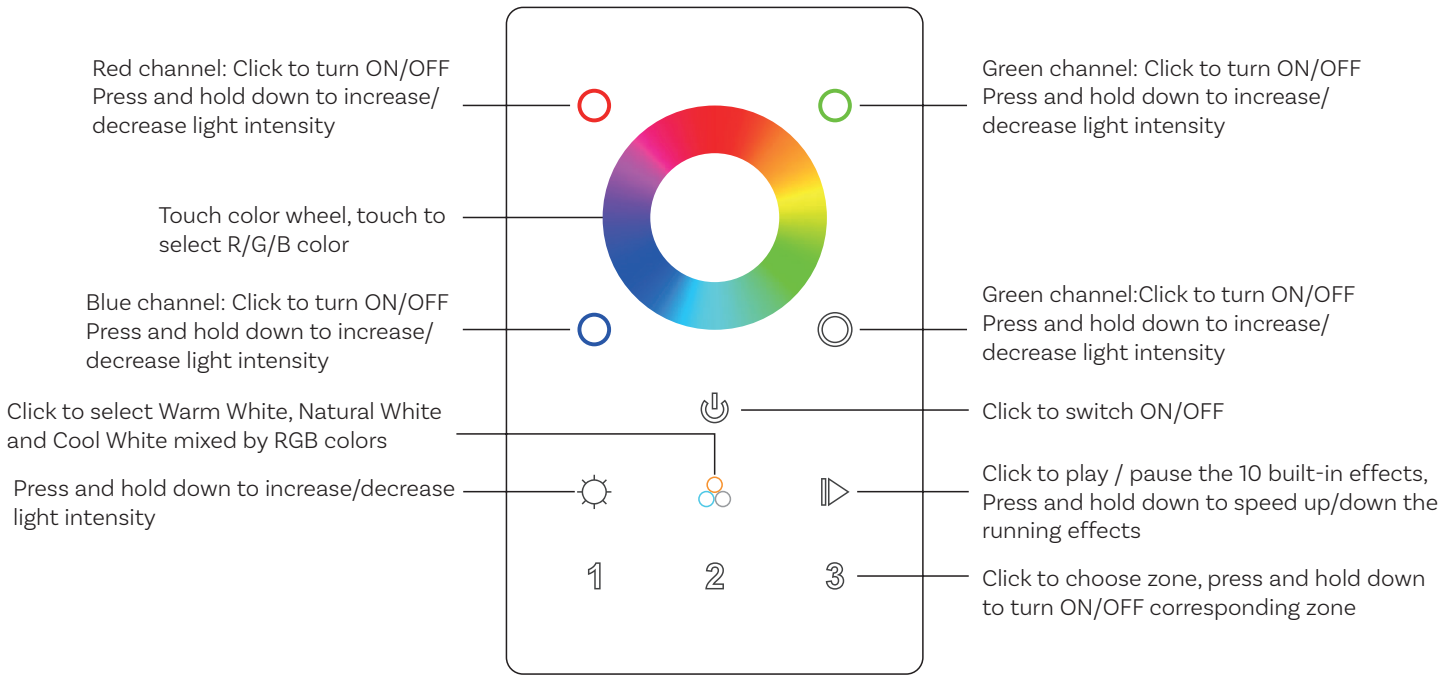 Red channel: Click to turn ON/OFF
Press and hold down to increase/
decrease light intensity
Green channel: Click to turn ON/OFF
Press and hold down to increase/
decrease light intensity
Touch color wheel, touch to
select R/G/B color
Blue channel: Click to turn ON/OFF
Press and hold down to increase/
decrease light intensity
Green channel:Click to turn ON/OFF
Press and hold down to increase/
decrease light intensity
Click to select Warm White, Natural White
and Cool White mixed by RGB colors
Click to switch ON/OFF
Press and hold down to increase/decrease
light intensity
Click to play / pause the 10 built-in effects,
Press and hold down to speed up/down the
running effects
1 2 3
Click to choose zone, press and hold down
to turn ON/OFF corresponding zone